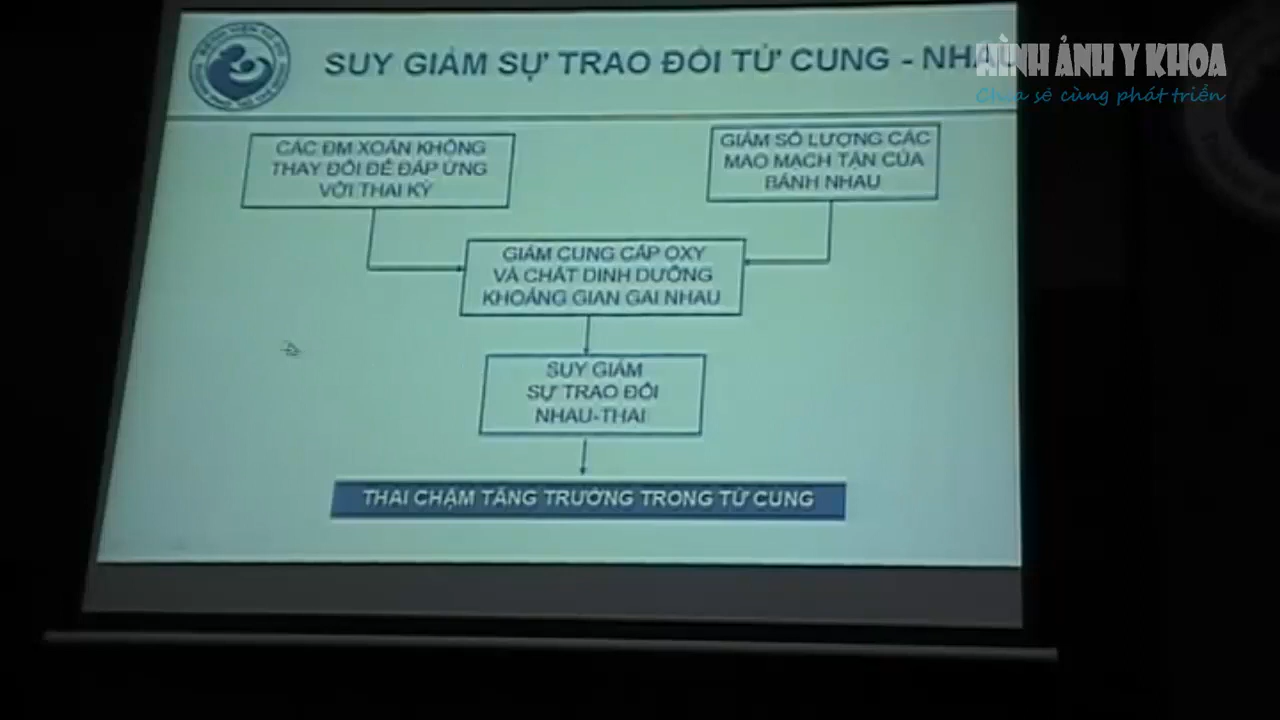 SUY GIẢM SỰ TRAO ĐỔI TỬ CUNG - NHAU
HÌNH ẢNH Y KHOA
Chia sẻ cùng phát triển
CÁC ĐM XOẮN KHÔNG
THAY ĐỔI ĐỂ ĐÁP ỨNG
VỚI THAI KỲ
GIẢM SỐ LƯỢNG CÁC
MAO MẠCH TẬN CỦA
BÁNH NHAU
GIẢM CUNG CẤP OXY
VÀ CHẤT DINH DƯỠNG
KHOẢNG GIAN GAI NHAU
SUY GIẢM
SỰ TRAO ĐỔI
NHAU-THAI
THAI CHẬM TĂNG TRƯỞNG TRONG TỬ CUNG